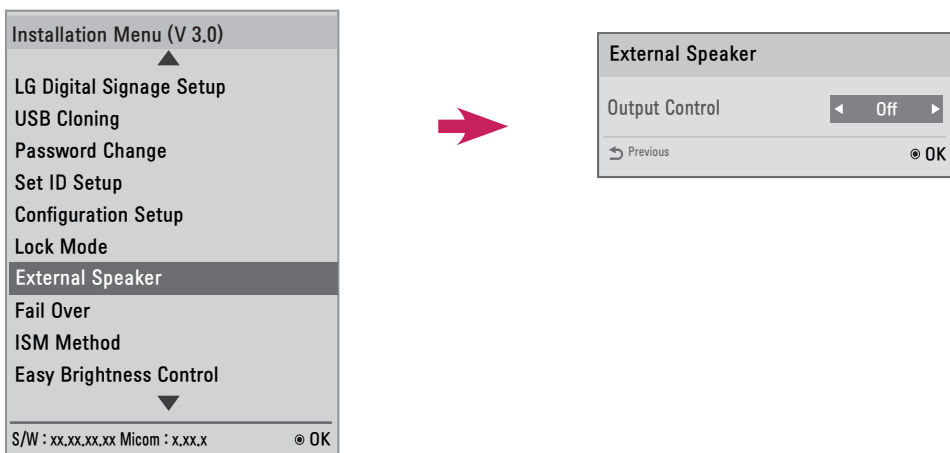 Installation Menu (V 3.0)
LG Digital Signage Setup
USB Cloning
Password Change
Set ID Setup
Configuration Setup
Lock Mode
External Speaker
Fail Over
ISM Method
Easy Brightness Control
S/W : xx.xx.xx.xx Micom : x.xx.x ◉ OK
External Speaker
Output Control ◀ Off ▶
Previous ◉ OK